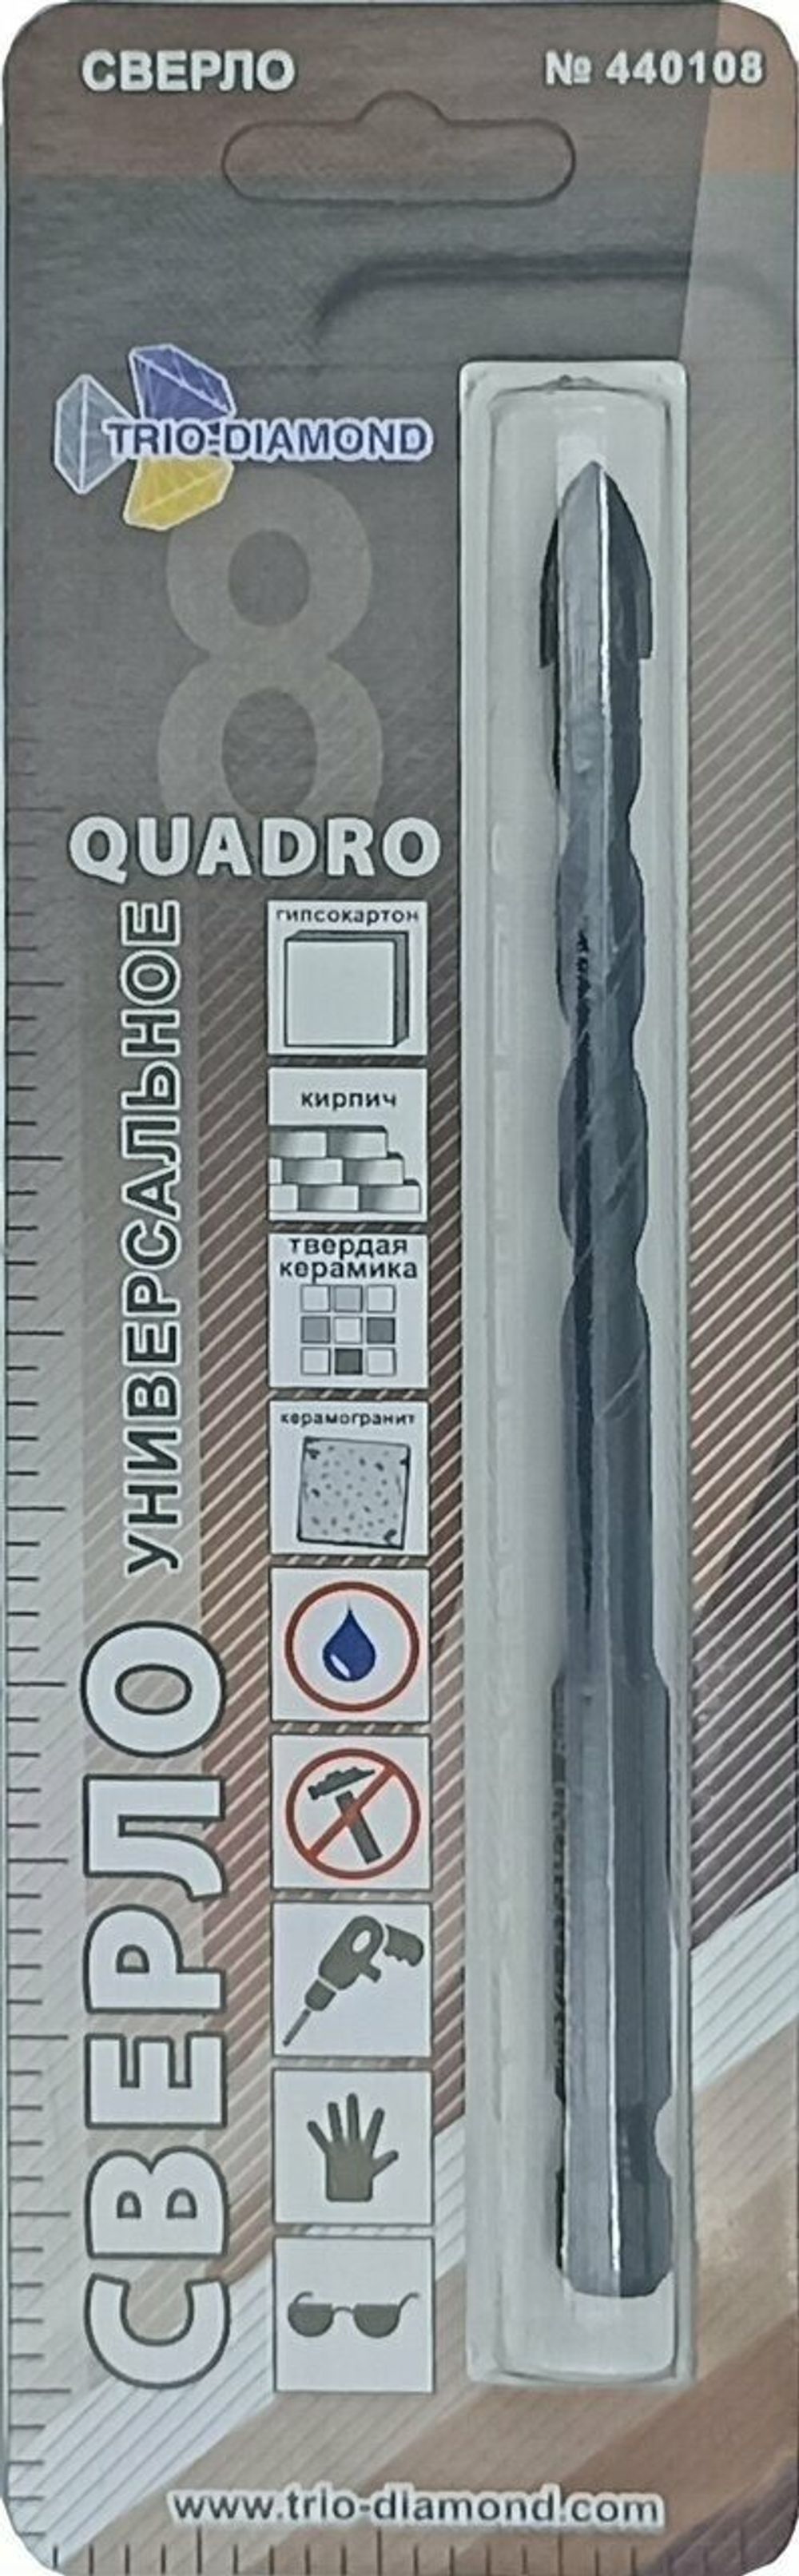 СВЕРЛО № 440108
TRIO-DIAMOND
8
QUADRO
СВЕРЛО УНИВЕРСАЛЬНОЕ
гипсокартон
кирпич
твердая
керамика
керамогранит
www.trio-diamond.com